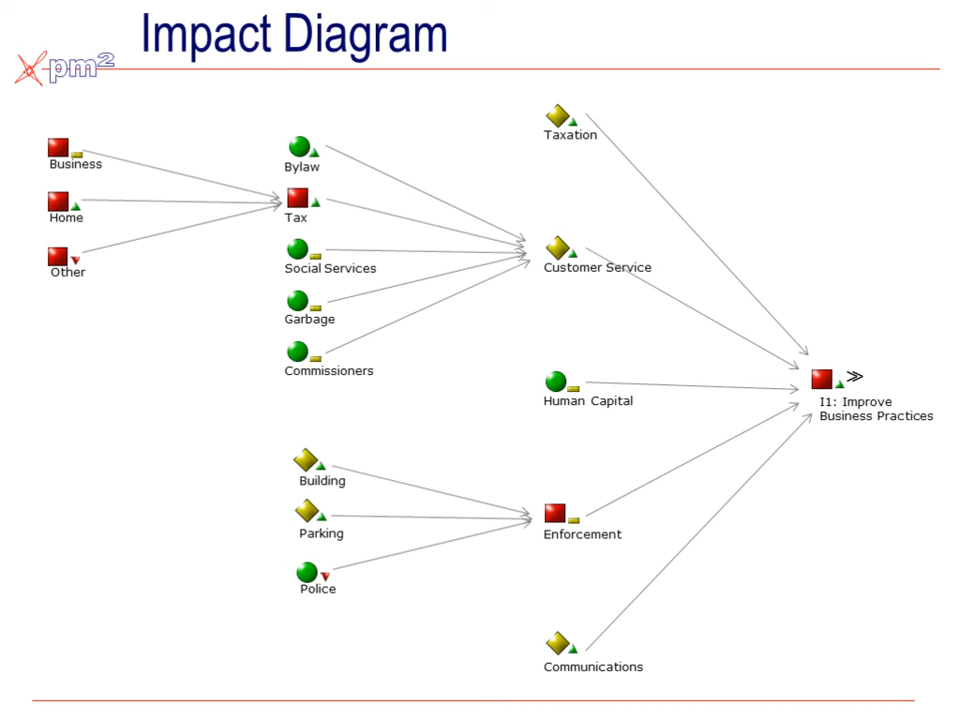 Impact Diagram
pm2
Taxation
Business
Bylaw
Home
Tax
Other
Social Services
Customer Service
Garbage
Commissioners
Human Capital
I1: Improve
Business Practices
Building
Parking
Enforcement
Police
Communications